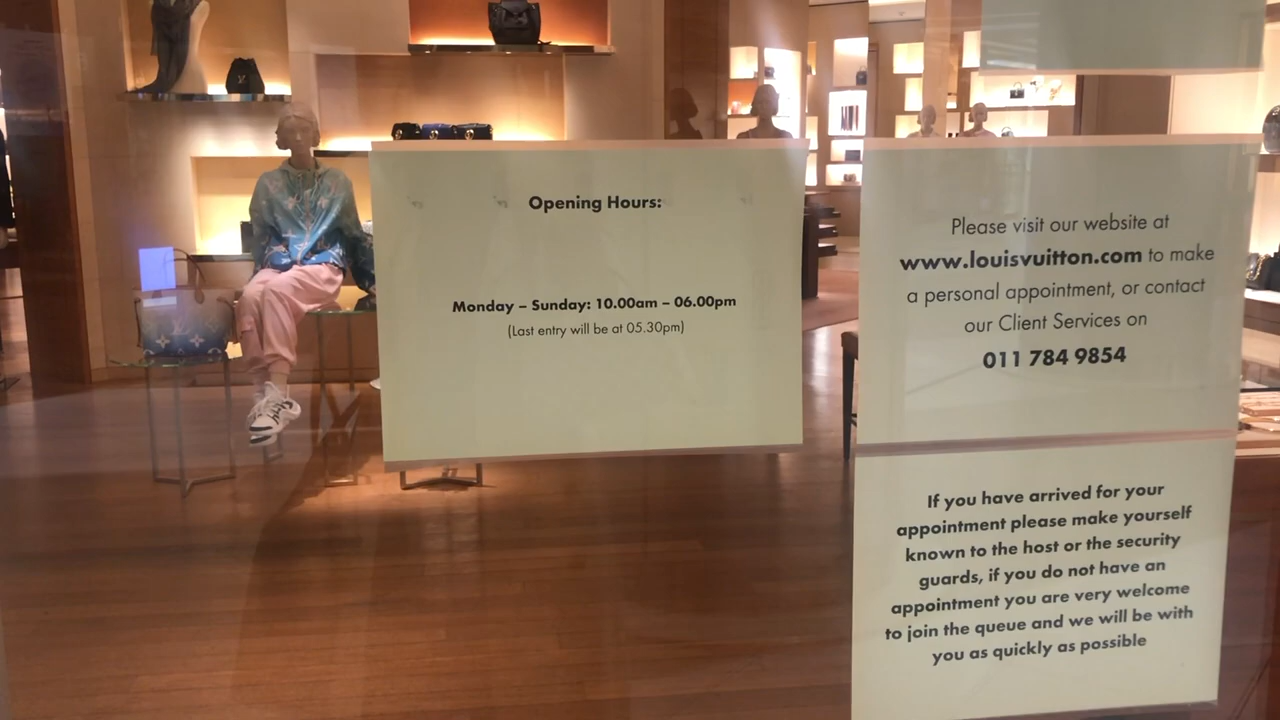 Opening Hours:
Monday – Sunday: 10.00am – 06.00pm
(Last entry will be at 05.30pm)
Please visit our website at
www.louisvuitton.com to make
a personal appointment, or contact
our Client Services on
011 784 9854
If you have arrived for your
appointment please make yourself
known to the host or the security
guards, if you do not have an
appointment you are very welcome
to join the queue and we will be with
you as quickly as possible